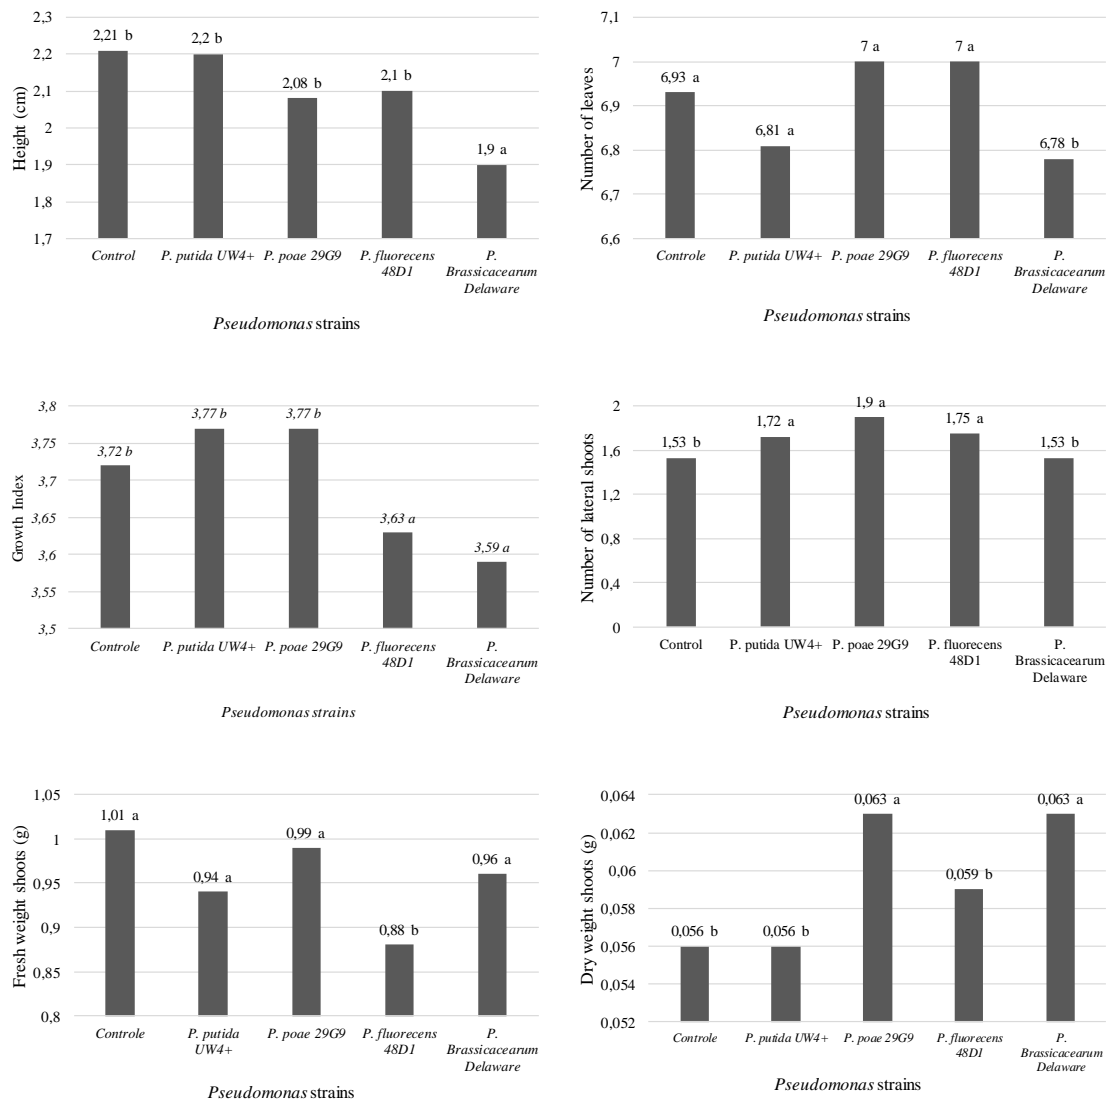 2,3
2,2
2,1
2
1,9
1,8
1,7
Height (cm)
2,21 b
2,2 b
2,08 b
2,1 b
1,9 a
Control
P. putida UW4+
P. poae 29G9
P. fluorecens
48D1
P.
Brassicacearum
Delaware
Pseudomonas strains
7,1
7
6,9
6,8
6,7
6,6
Number of leaves
6,93 a
6,81 a
7 a
7 a
6,78 b
Controle
P. putida UW4+
P. poae 29G9
P. fluorecens
48D1
P.
Brassicacearum
Delaware
Pseudomonas strains
3,8
3,75
3,7
3,65
3,6
3,55
3,5
Growth Index
3,72 b
3,77 b
3,77 b
3,63 a
3,59 a
Controle
P. putida UW4+
P. poae 29G9
P. fluorecens
48D1
P.
Brassicacearum
Delaware
Pseudomonas strains
2
1,6
1,2
0,8
0,4
0
Number of lateral shoots
1,53 b
1,72 a
1,9 a
1,75 a
1,53 b
Control
P. putida UW4+
P. poae 29G9
P. fluorecens
48D1
P.
Brassicacearum
Delaware
Pseudomonas strains
1,05
1
0,95
0,9
0,85
0,8
Fresh weight shoots (g)
1,01 a
0,94 a
0,99 a
0,88 b
0,96 a
Controle
P. putida
UW4+
P. poae 29G9
P. fluorecens
48D1
P.
Brassicacearum
Delaware
Pseudomonas strains
0,064
0,062
0,06
0,058
0,056
0,054
0,052
Dry weight shoots (g)
0,056 b
0,056 b
0,063 a
0,059 b
0,063 a
Controle
P. putida UW4+
P. poae 29G9
P. fluorecens
48D1
P.
Brassicacearum
Delaware
Pseudomonas strains